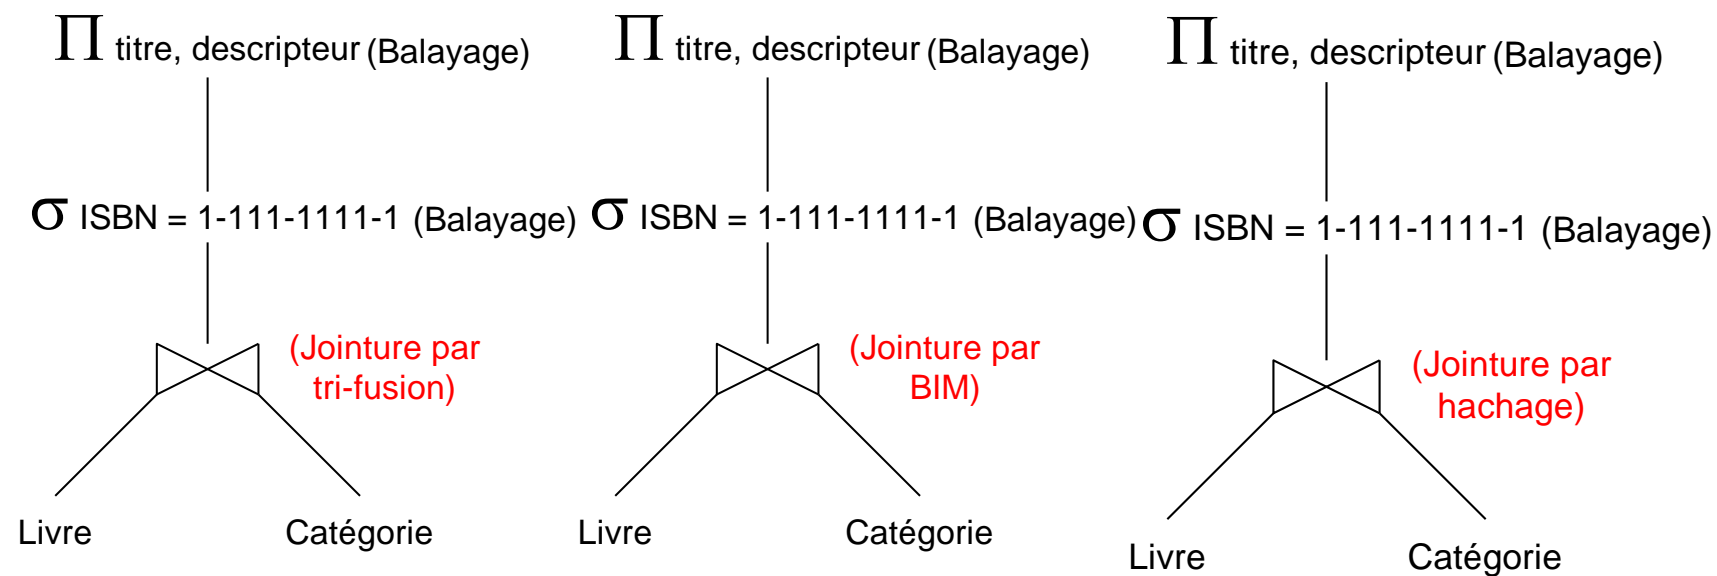 Π titre, descripteur (Balayage)
σ ISBN = 1-111-1111-1 (Balayage)
(Jointure par
tri-fusion)
Livre
Catégorie
Π titre, descripteur (Balayage)
σ ISBN = 1-111-1111-1 (Balayage)
(Jointure par
BIM)
Livre
Catégorie
Π titre, descripteur (Balayage)
σ ISBN = 1-111-1111-1 (Balayage)
(Jointure par
hachage)
Livre
Catégorie